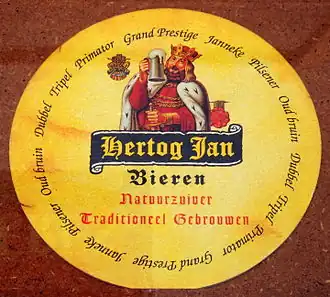 Oud bruin Dubbel Tripel Primator Grand Prestige Janneke Pilsener Oud bruin Dubbel Tripel Primator Grand Prestige Janneke Pilsener
Hertog Jan
Bieren
Natuurzuiver
Traditioneel Gebrouwen